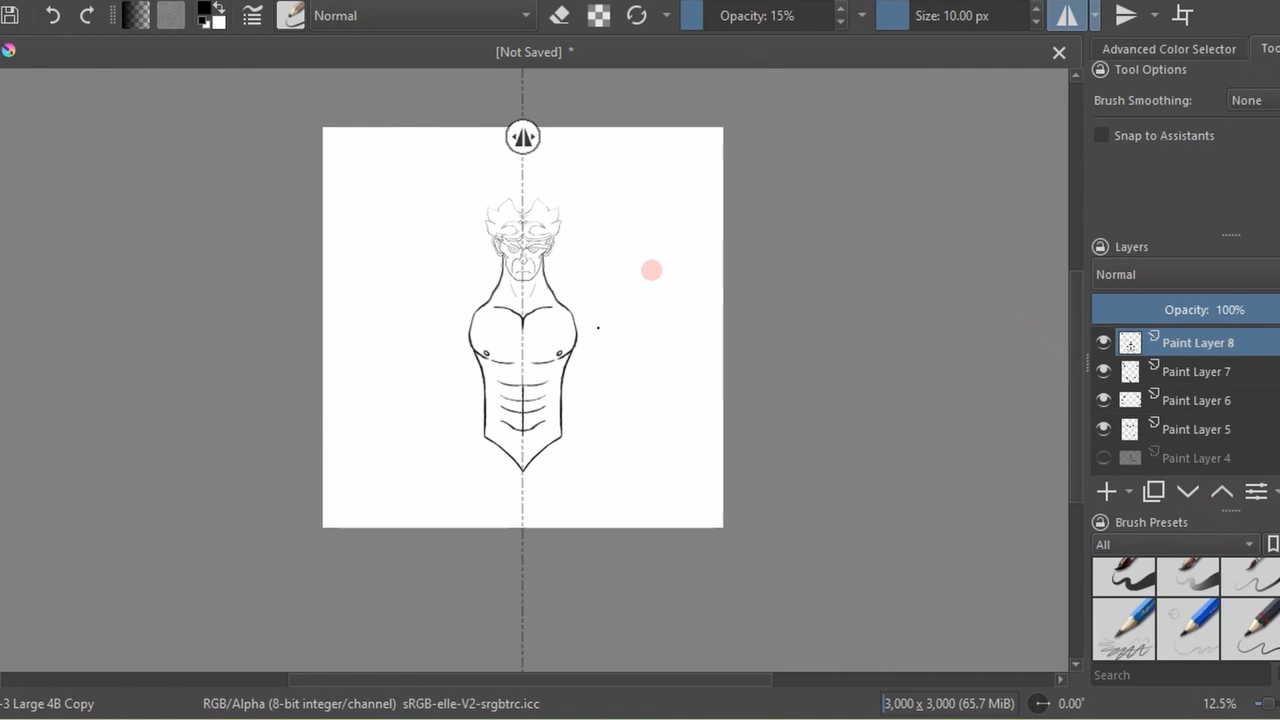 Normal
Opacity: 15%
Size: 10.00 px
[Not Saved] *
Advanced Color Selector
Tool Options
Brush Smoothing:
None
Snap to Assistants
Layers
Normal
Opacity: 100%
Paint Layer 8
Paint Layer 7
Paint Layer 6
Paint Layer 5
Paint Layer 4
Brush Presets
All
Search
-3 Large 4B Copy
RGB/Alpha (8-bit integer/channel) sRGB-elle-V2-srgbtrc.icc
3,000 x 3,000 (65.7 MiB)
0.00°
12.5%